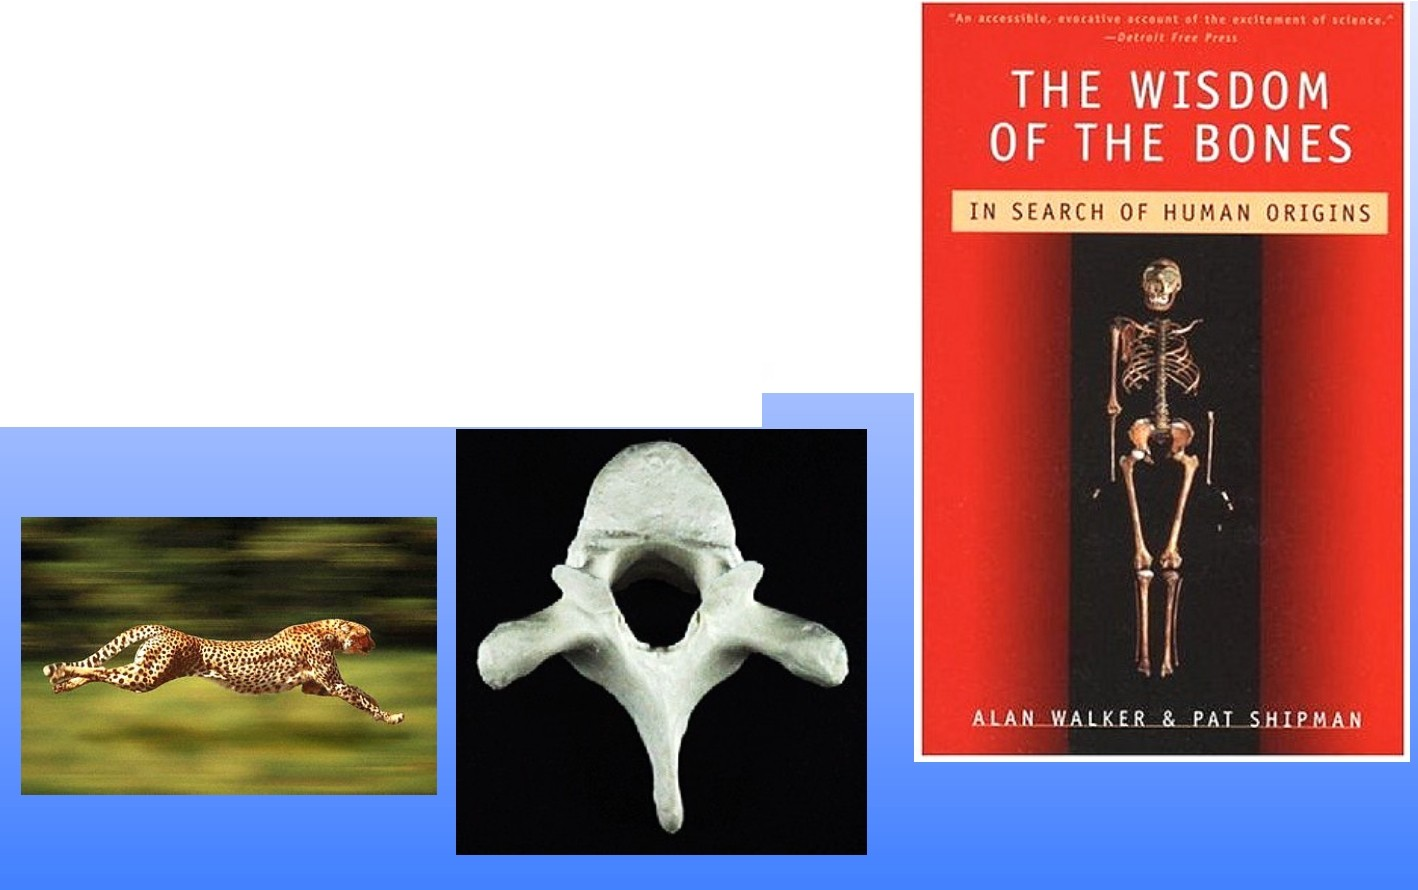 "An accessible, evocative account of the excitement of science."
—Detroit Free Press
THE WISDOM
OF THE BONES
IN SEARCH OF HUMAN ORIGINS
ALAN WALKER & PAT SHIPMAN